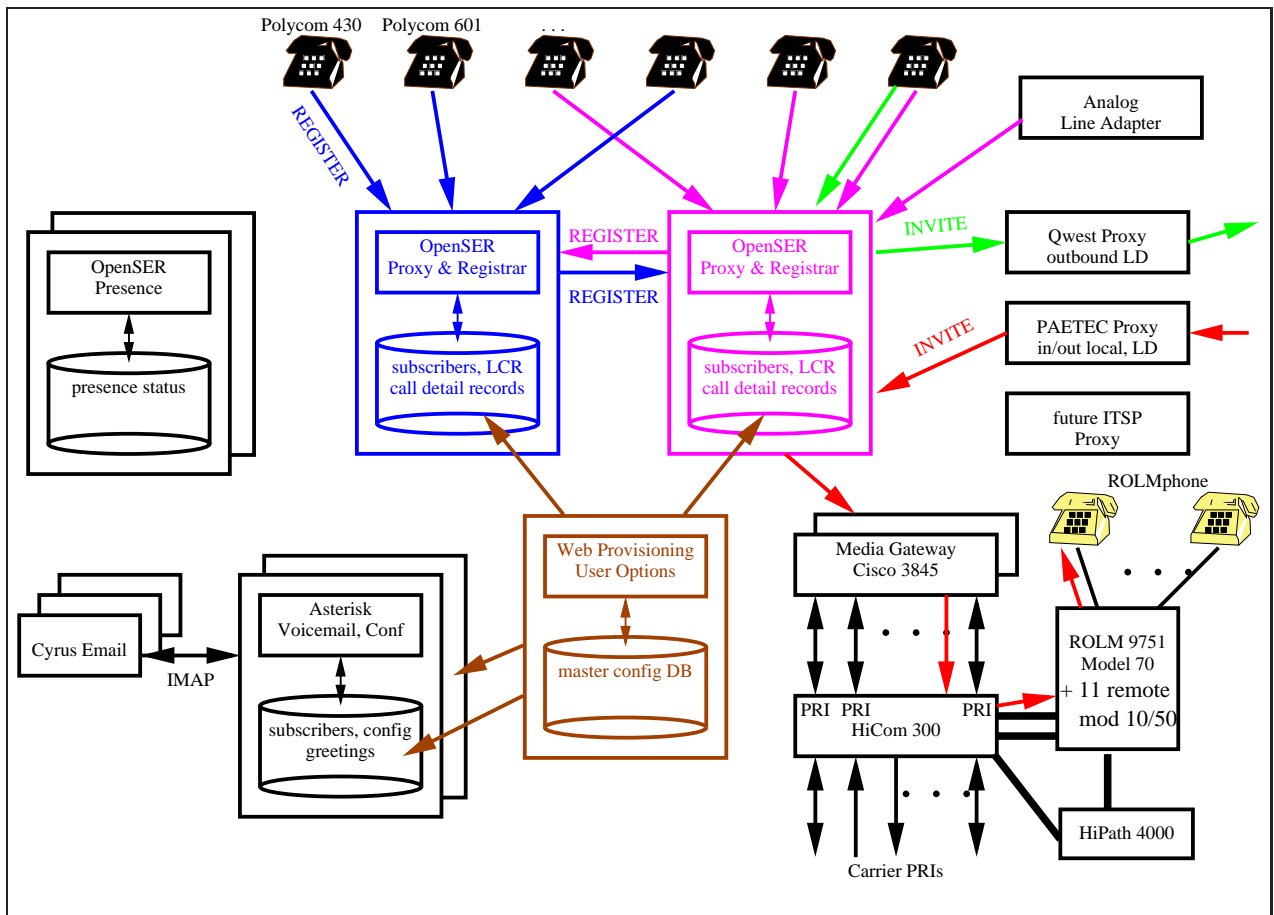 Polycom 430
Polycom 601
. . .
REGISTER
Analog
Line Adapter
OpenSER
Presence
presence status
OpenSER
Proxy & Registrar
subscribers, LCR
call detail records
REGISTER
REGISTER
OpenSER
Proxy & Registrar
subscribers, LCR
call detail records
INVITE
Qwest Proxy
outbound LD
INVITE
PAETEC Proxy
in/out local, LD
future ITSP
Proxy
ROLMphone
. . .
Cyrus Email
IMAP
Asterisk
Voicemail, Conf
subscribers, config
greetings
Web Provisioning
User Options
master config DB
Media Gateway
Cisco 3845
. . .
PRI PRI PRI
HiCom 300
. . .
Carrier PRIs
ROLM 9751
Model 70
+ 11 remote
mod 10/50
HiPath 4000